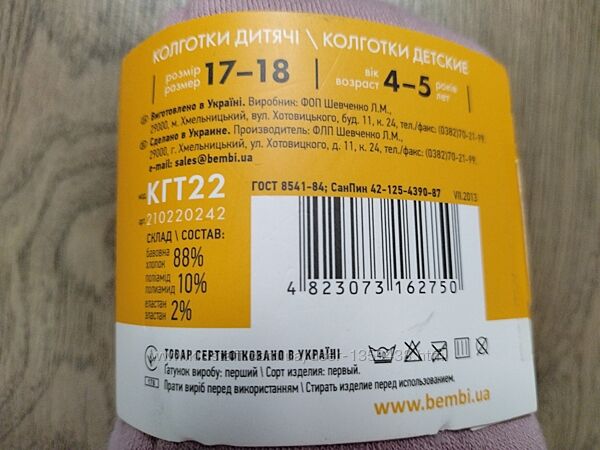 КОЛГОТКИ ДИТЯЧІ \ КОЛГОТКИ ДЕТСКИЕ
розмір
размер 17–18
вік
возраст 4–5 років
лет
Виготовлено в Україні. Виробник: ФОП Шевченко Л.М.,
29000, м. Хмельницький, вул. Хотовицького, буд. 11, к. 24, тел./факс: (0382)70-21-99.
Сделано в Украине. Производитель: ФЛП Шевченко Л.М.,
29000, г. Хмельницкий, ул. Хотовицкого, д. 11, к. 24, тел./факс: (0382)70-21-99.
e-mail: sales@bembi.ua
КГТ22
210220242
ГОСТ 8541-84; СанПин 42-125-4390-87
VII.2013
СКЛАД \ СОСТАВ:
бавовна
хлопок 88%
поліамід
полиамид 10%
еластан
эластан 2%
4 823073 162750
ТОВАР СЕРТИФІКОВАНО В УКРАЇНІ
Гатунок виробу: перший \ Сорт изделия: первый.
Прати виріб перед використанням \ Стирать изделие перед использованием.
www.bembi.ua